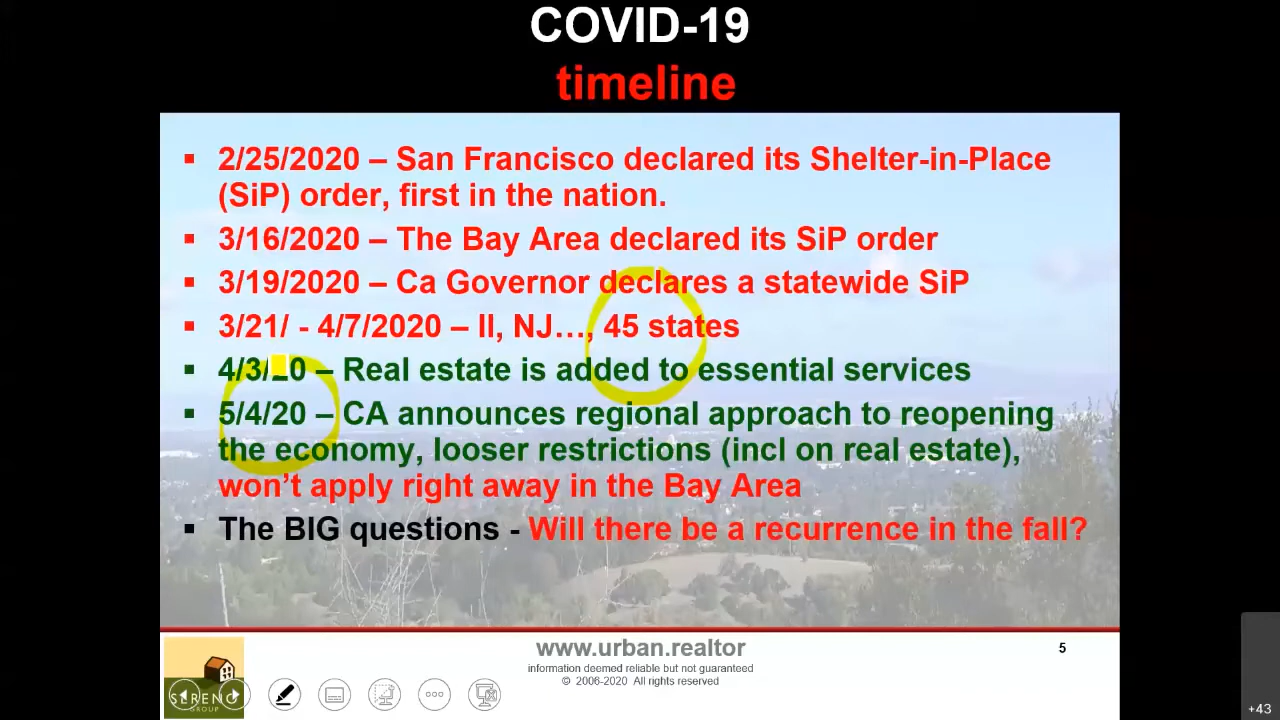 COVID-19
timeline
▪ 2/25/2020 – San Francisco declared its Shelter-in-Place
(SiP) order, first in the nation.
▪ 3/16/2020 – The Bay Area declared its SiP order
▪ 3/19/2020 – Ca Governor declares a statewide SiP
▪ 3/21/ - 4/7/2020 – Il, NJ…, 45 states
▪ 4/3/20 – Real estate is added to essential services
▪ 5/4/20 – CA announces regional approach to reopening
the economy, looser restrictions (incl on real estate),
won’t apply right away in the Bay Area
▪ The BIG questions - Will there be a recurrence in the fall?
www.urban.realtor
5
information deemed reliable but not guaranteed
© 2006-2020 All rights reserved
SERENO
GROUP
+43